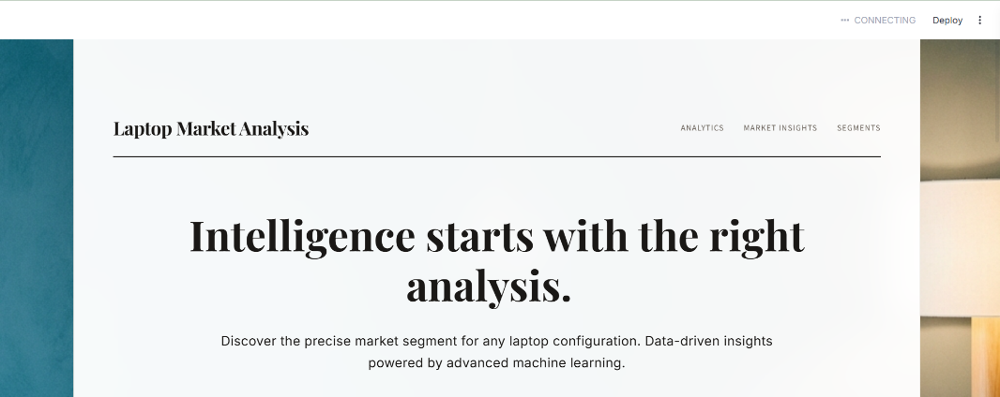 CONNECTING Deploy
Laptop Market Analysis
ANALYTICS MARKET INSIGHTS SEGMENTS
Intelligence starts with the right
analysis.
Discover the precise market segment for any laptop configuration. Data-driven insights
powered by advanced machine learning.